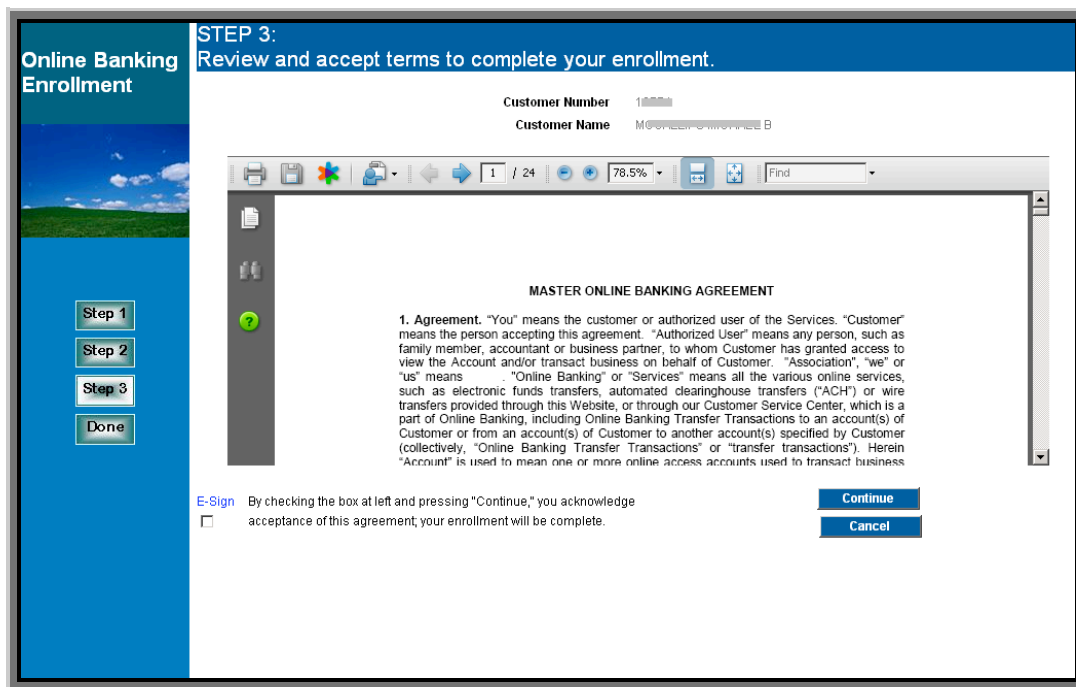 Online Banking
Enrollment
STEP 3:
Review and accept terms to complete your enrollment.
Customer Number
Customer Name B
1 / 24 78.5% Find
MASTER ONLINE BANKING AGREEMENT
1. Agreement. “You” means the customer or authorized user of the Services. “Customer”
means the person accepting this agreement. “Authorized User” means any person, such as
family member, accountant or business partner, to whom Customer has granted access to
view the Account and/or transact business on behalf of Customer. “Association”, “we” or
“us” means . “Online Banking” or “Services” means all the various online services,
such as electronic funds transfers, automated clearinghouse transfers (“ACH”) or wire
transfers provided through this Website, or through our Customer Service Center, which is a
part of Online Banking, including Online Banking Transfer Transactions to an account(s) of
Customer or from an account(s) of Customer to another account(s) specified by Customer
(collectively, “Online Banking Transfer Transactions” or “transfer transactions”). Herein
“Account” is used to mean one or more online access accounts used to transact business
Step 1
Step 2
Step 3
Done
E-Sign By checking the box at left and pressing "Continue," you acknowledge
acceptance of this agreement; your enrollment will be complete.
Continue
Cancel